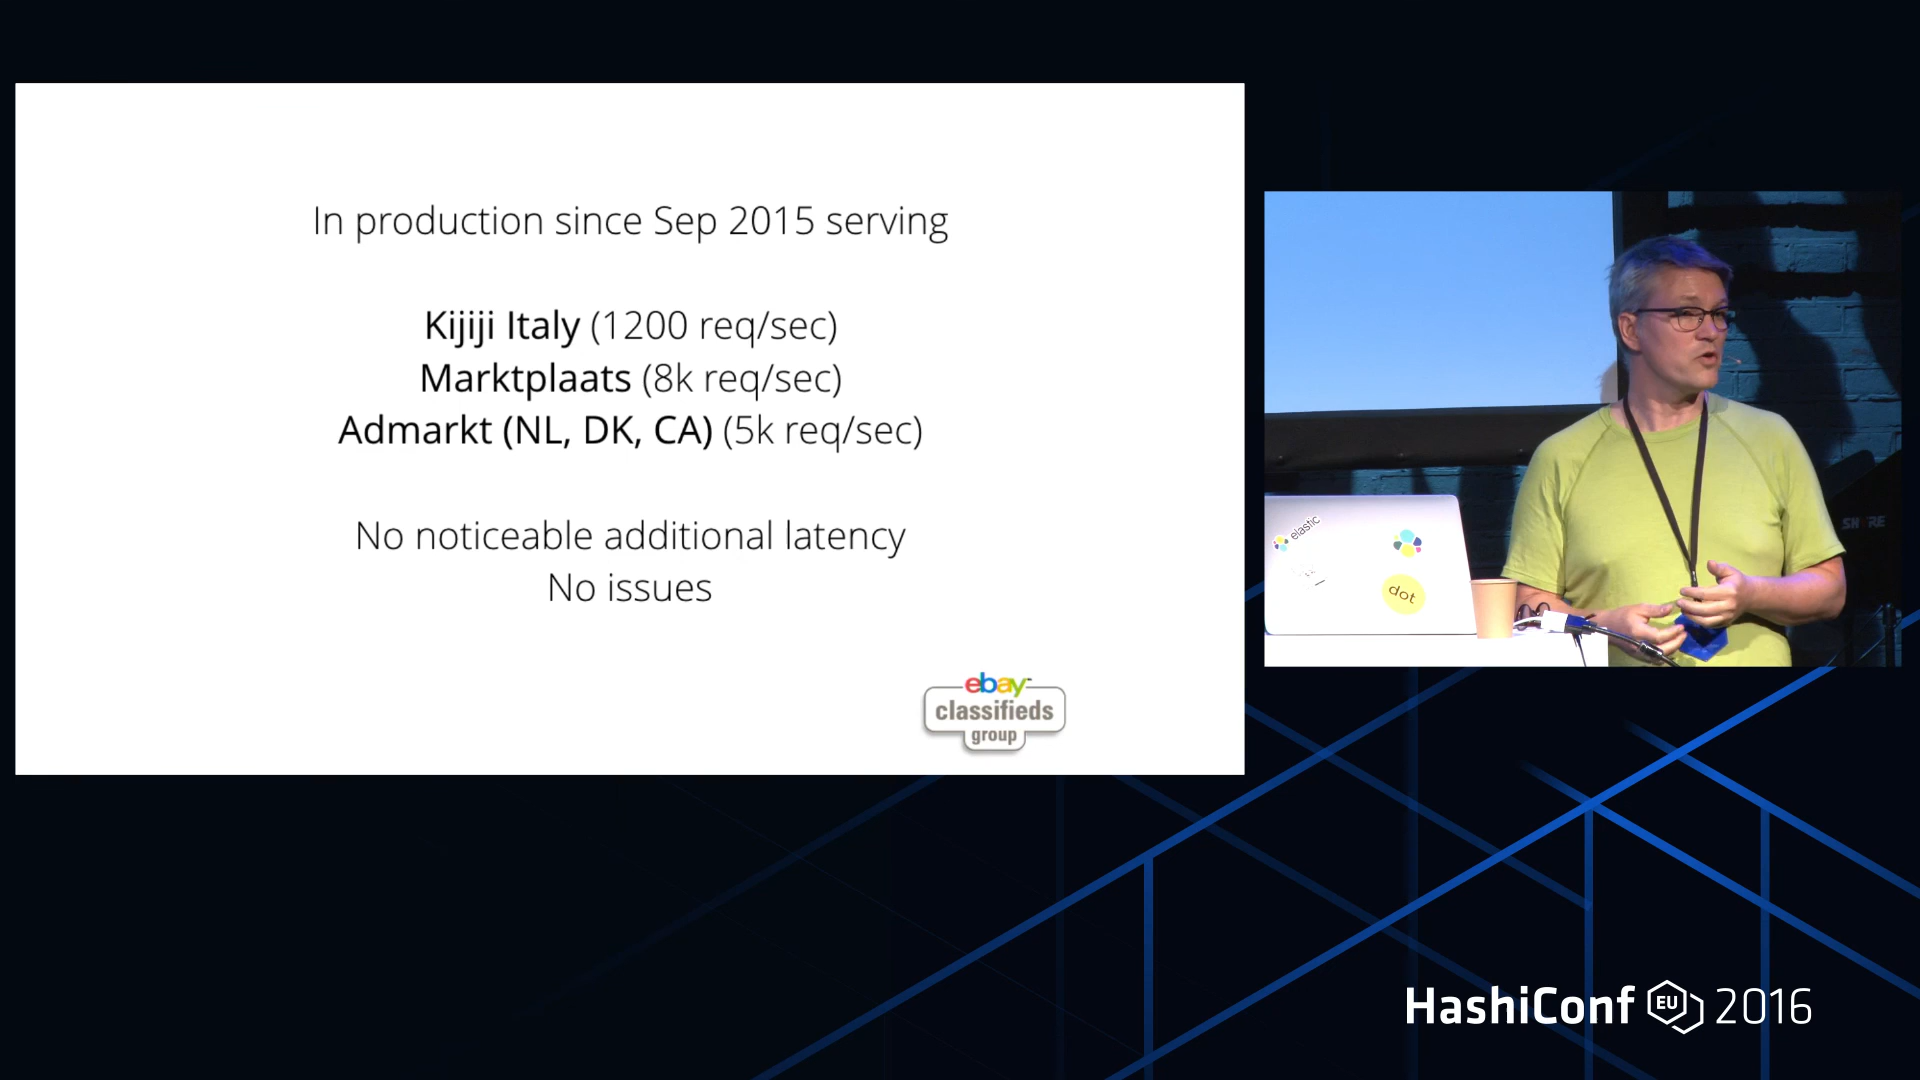 In production since Sep 2015 serving
Kijiji Italy (1200 req/sec)
Marktplaats (8k req/sec)
Admarkt (NL, DK, CA) (5k req/sec)
No noticeable additional latency
No issues
ebay
classifieds
group
elastic
dot
HashiConf EU 2016